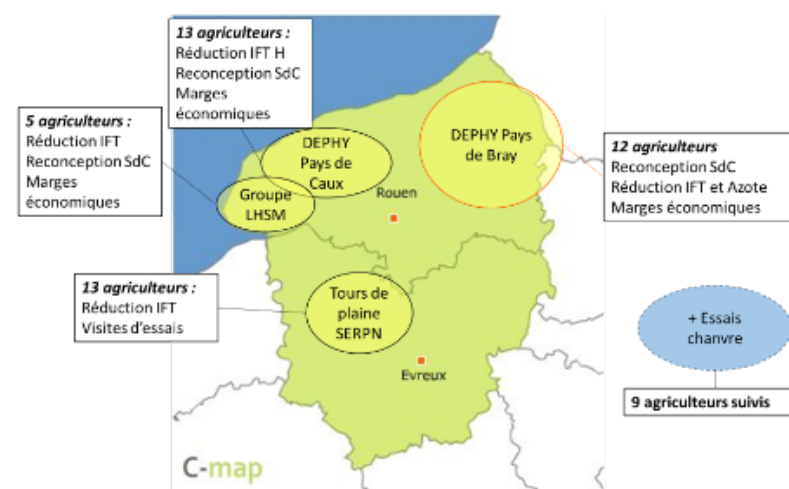 13 agriculteurs :
Réduction IFT H
Reconception SdC
Marges
économiques
5 agriculteurs :
Réduction IFT
Reconception SdC
Marges
économiques
DEPHY
Pays de
Caux
DEPHY Pays
de Bray
12 agriculteurs
Reconception SdC
Réduction IFT et Azote
Marges économiques
Groupe
LHSM
Rouen
13 agriculteurs :
Réduction IFT
Visites d'essais
Tours de
plaine
SERPN
Evreux
+ Essais
chanvre
9 agriculteurs suivis
C-map